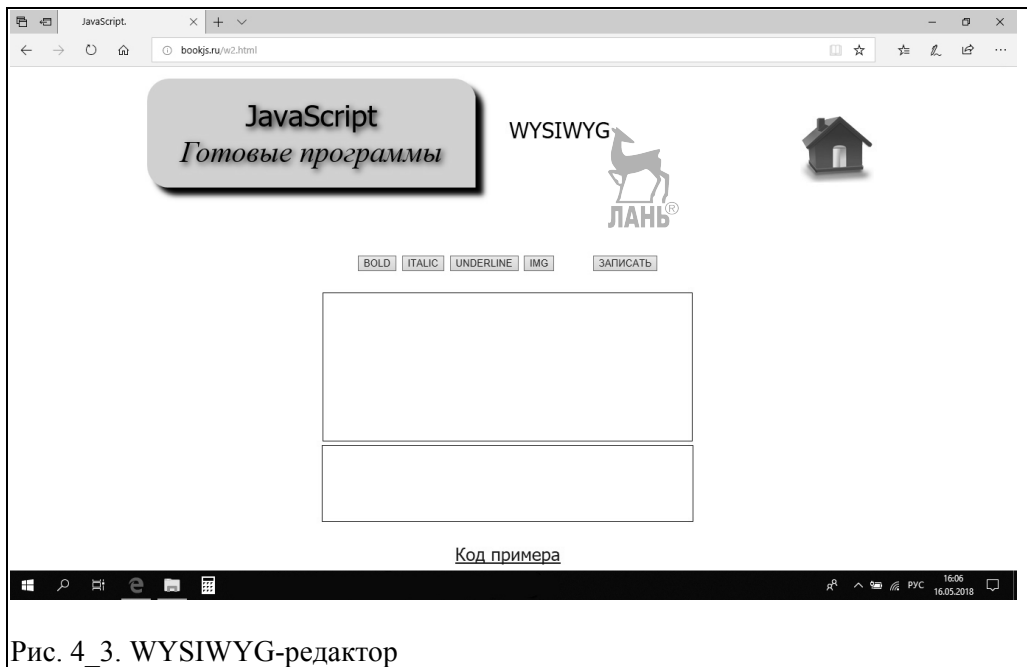 JavaScript.
bookjs.ru/w2.html
JavaScript
Готовые программы
WYSIWYG
ЛАНЬ®
BOLD ITALIC UNDERLINE IMG ЗАПИСАТЬ
Код примера
РУС
16:06
16.05.2018
Рис. 4_3. WYSIWYG-редактор